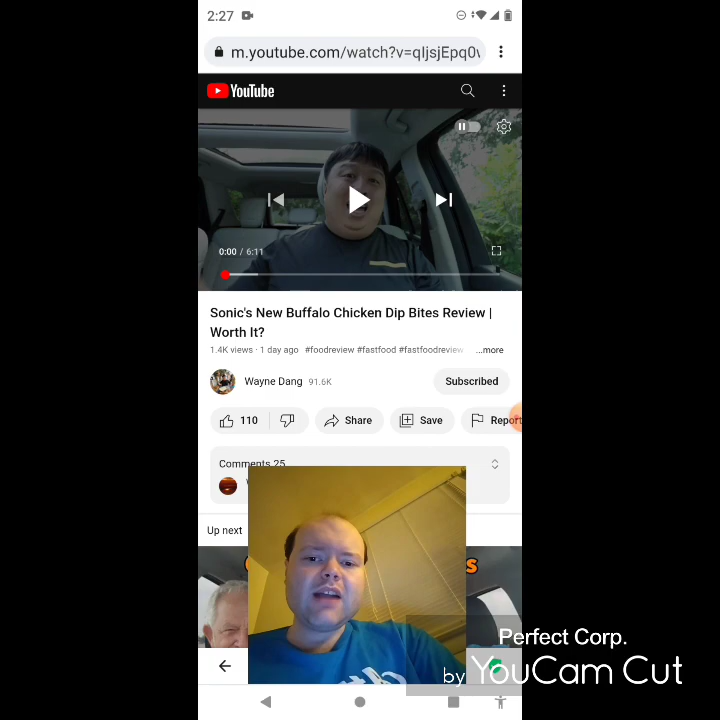 2:27
m.youtube.com/watch?v=qIjsjEpq0
YouTube
0:00 / 6:11
Sonic's New Buffalo Chicken Dip Bites Review |
Worth It?
1.4K views · 1 day ago #foodreview #fastfood #fastfoodreview ...more
Wayne Dang 91.6K Subscribed
110 Share Save Report
Comments 25
Up next
S
Perfect Corp.
by YouCam Cut